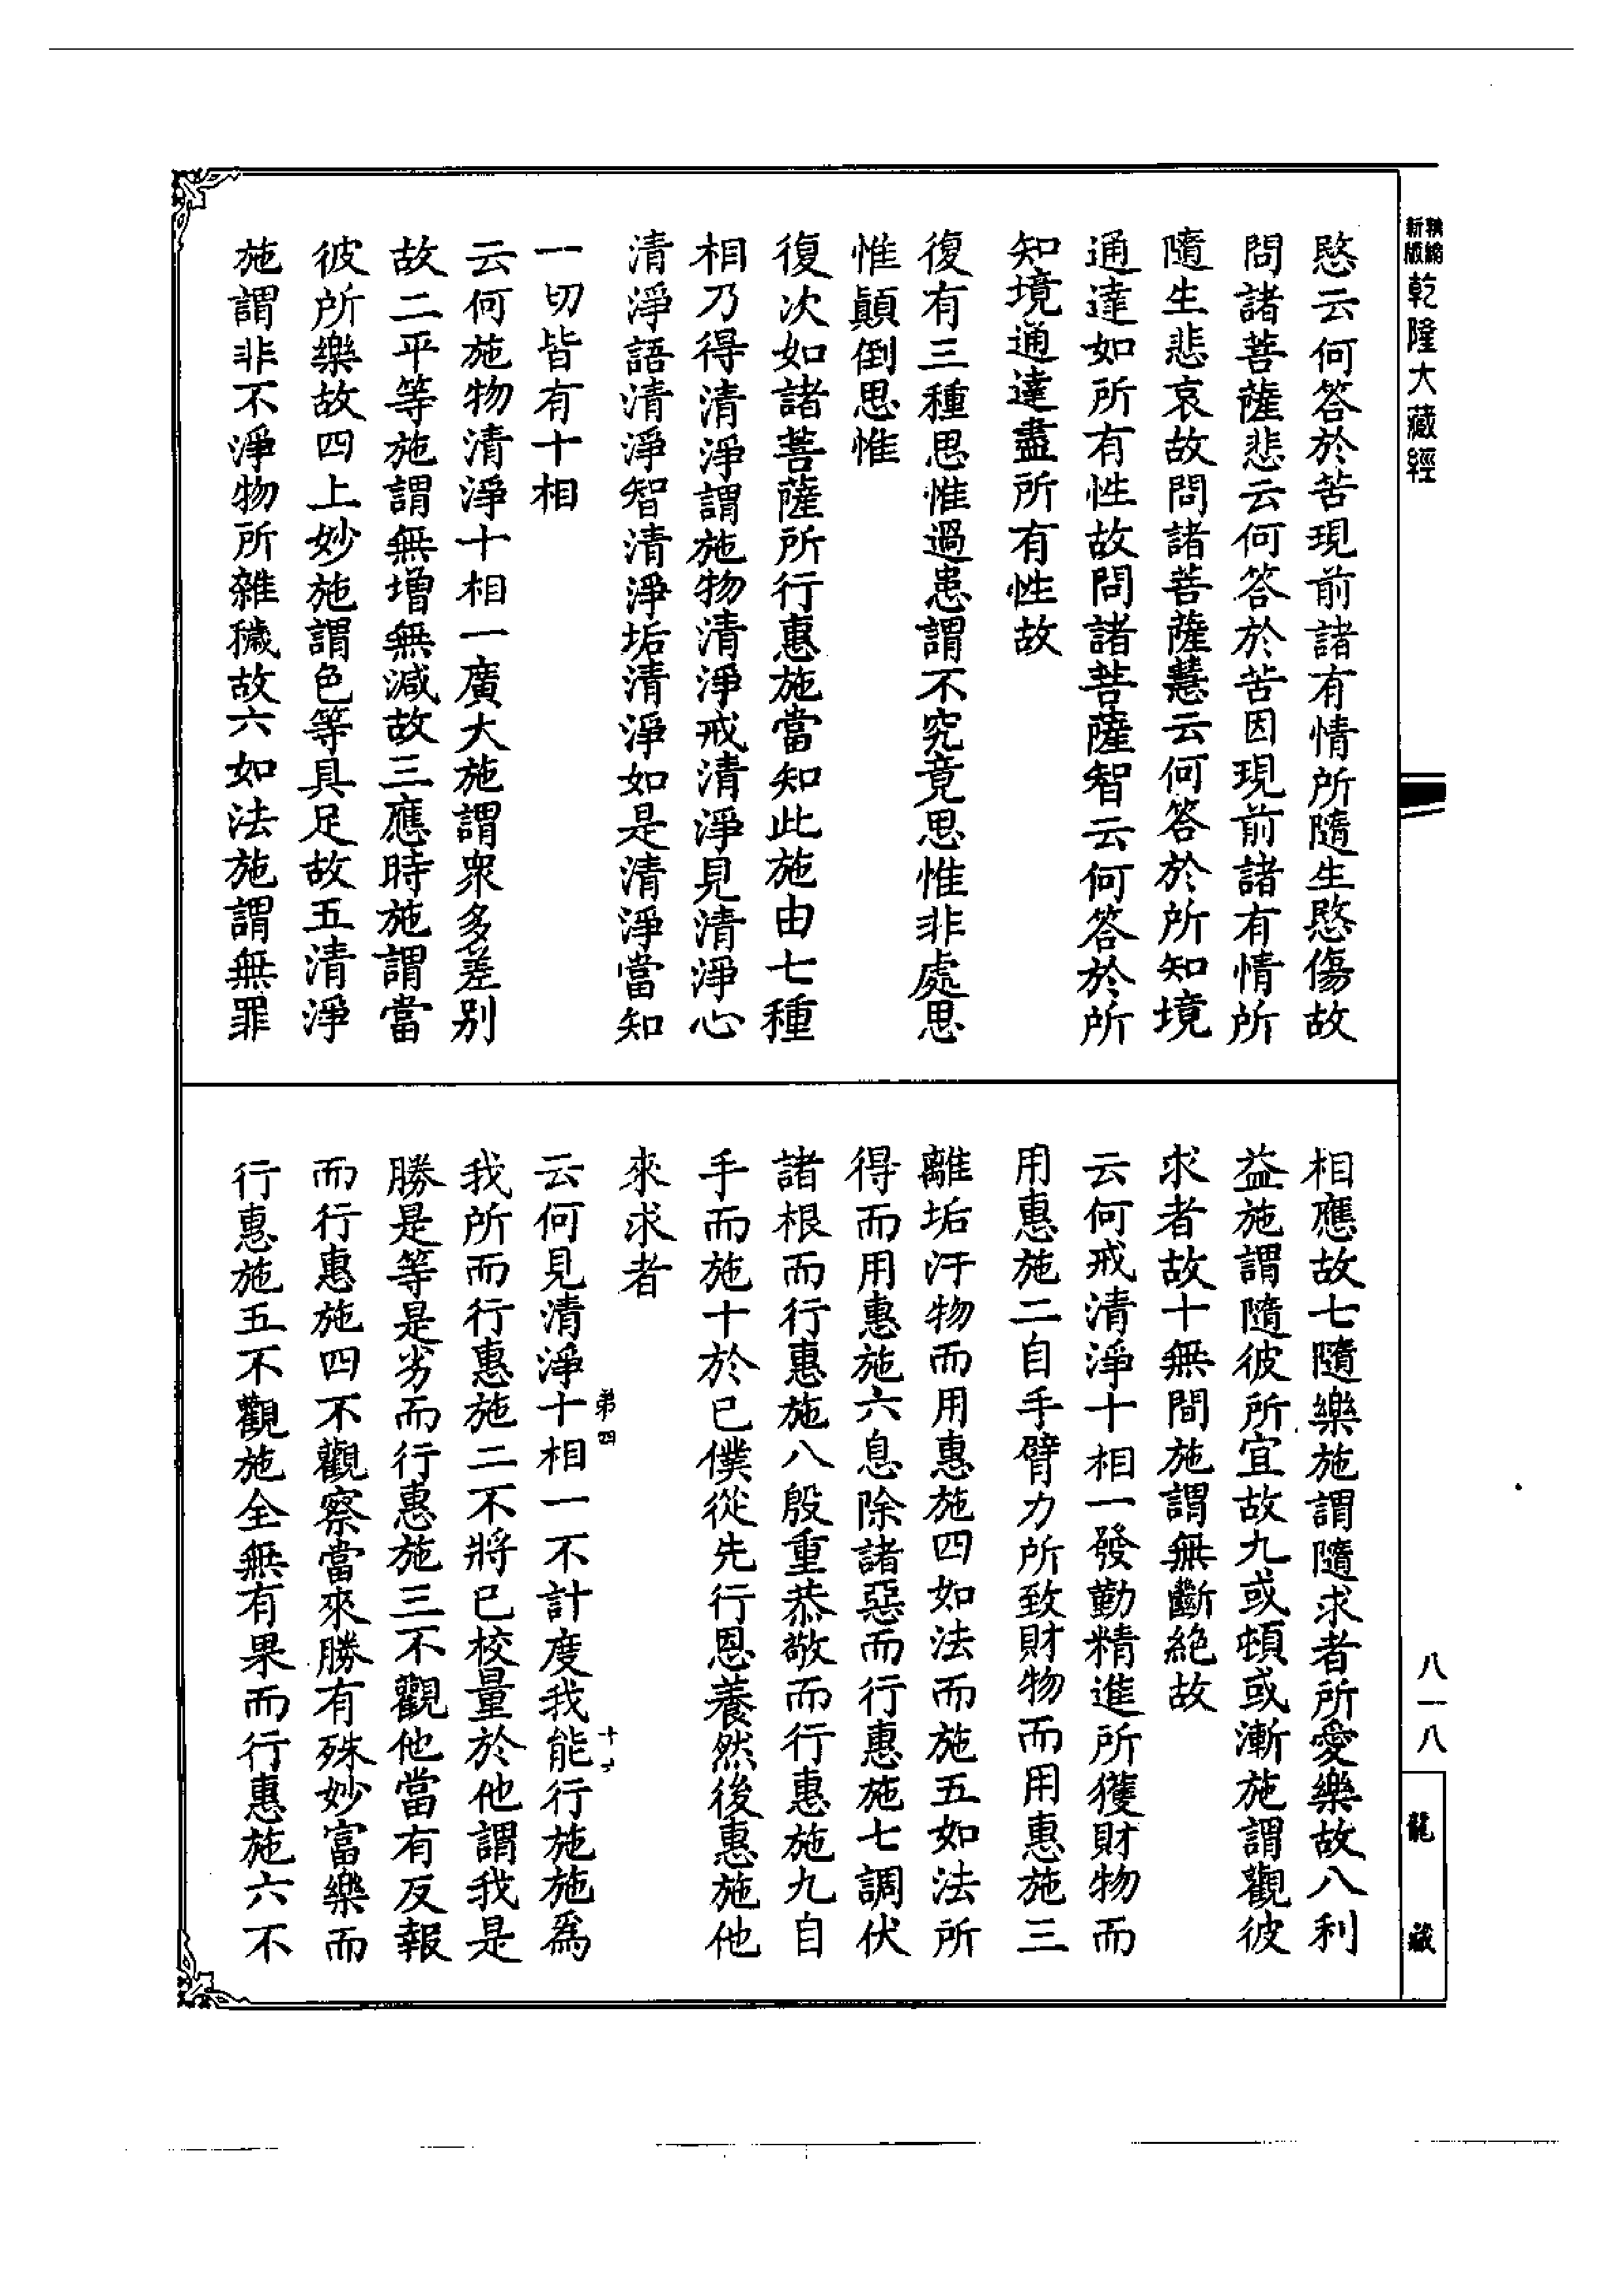 新版精縮乾隆大藏經
愍云何答於苦現前諸有情所隨生愍傷故
問諸菩薩悲云何答於苦因現前諸有情所
隨生悲哀故問諸菩薩慧云何答於所知境
通達如所有性故問諸菩薩智云何答於所
知境通達盡所有性故
復有三種思惟過患謂不究竟思惟非處思
惟顛倒思惟
復次如諸菩薩所行惠施當知此施由七種
相乃得清淨謂施物清淨戒清淨見清淨心
清淨語清淨智清淨垢清淨如是清淨當知
一切皆有十相
云何施物清淨十相一廣大施謂衆多差别
故二平等施謂無增無減故三應時施謂當
彼所樂故四上妙施謂色等具足故五清淨
施謂非不淨物所雜穢故六如法施謂無罪
相應故七隨樂施謂隨求者所愛樂故八利
益施謂隨彼所宜故九或頓或漸施謂觀彼
求者故十無間施謂無斷絶故
云何戒清淨十相一發勤精進所獲財物而
用惠施二自手臂力所致財物而用惠施三
離垢汙物而用惠施四如法而施五如法所
得而用惠施六息除諸惡而行惠施七調伏
諸根而行惠施八殷重恭敬而行惠施九自
手而施十於已僕從先行恩養然後惠施他
來求者
第四
云何見清淨十相一不計度我能行施施爲
我所而行惠施二不將已校量於他謂我是
勝是等是劣而行惠施三不觀他當有反報
而行惠施四不觀察當來勝有殊妙富樂而
行惠施五不觀施全無有果而行惠施六不
八一八
龍藏